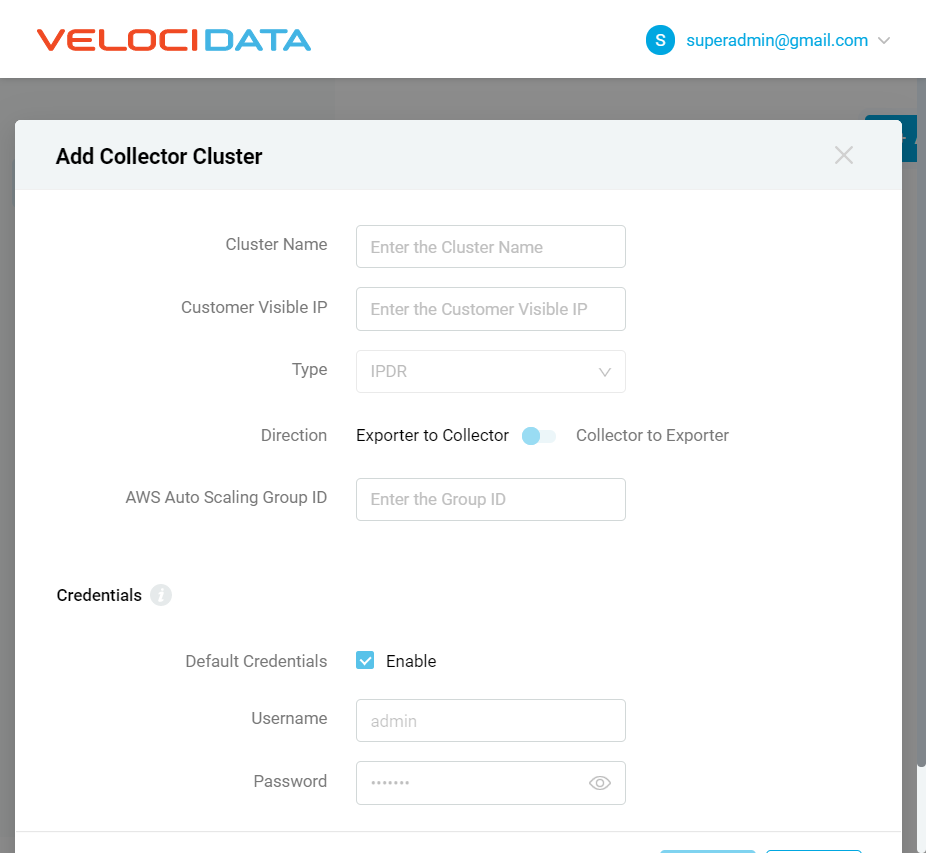 VELOCIDATA
S superadmin@gmail.com
Add Collector Cluster
Cluster Name Enter the Cluster Name
Customer Visible IP Enter the Customer Visible IP
Type IPDR
Direction Exporter to Collector Collector to Exporter
AWS Auto Scaling Group ID Enter the Group ID
Credentials i
Default Credentials Enable
Username admin
Password •••••••